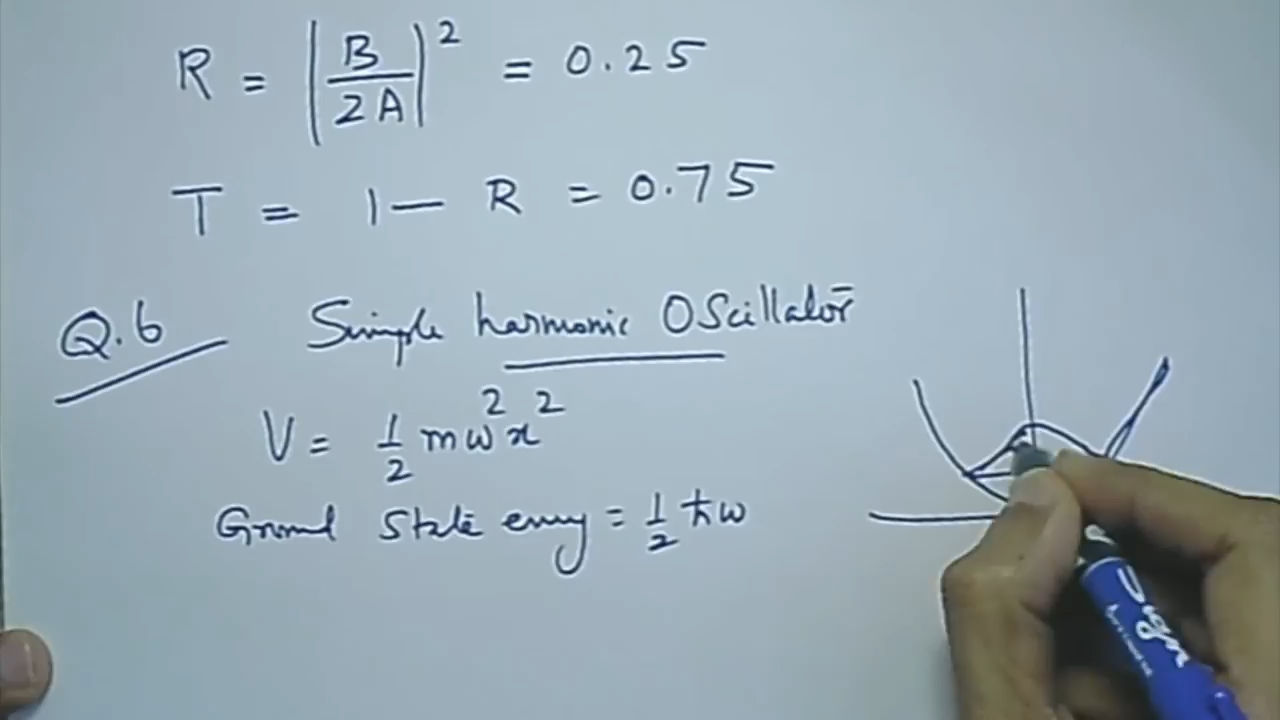 R = |B/2A|² = 0.25
T = 1 — R = 0.75
Q.6 Simple harmonic Oscillator
V = 1/2 mω²x²
Ground State energy = 1/2 ħω